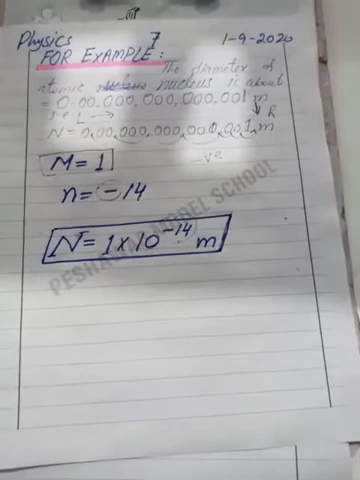 Physics 7 1-9-2020
FOR EXAMPLE:
The diameter of
atomic nucleus is about
= 0.00,000,000,000.001 m
i.e L → R
N = 0.00,000,000,000,001, m
M = 1 -ve
n = -14
N = 1 x 10⁻¹⁴ m
PESHAWAR MODEL SCHOOL